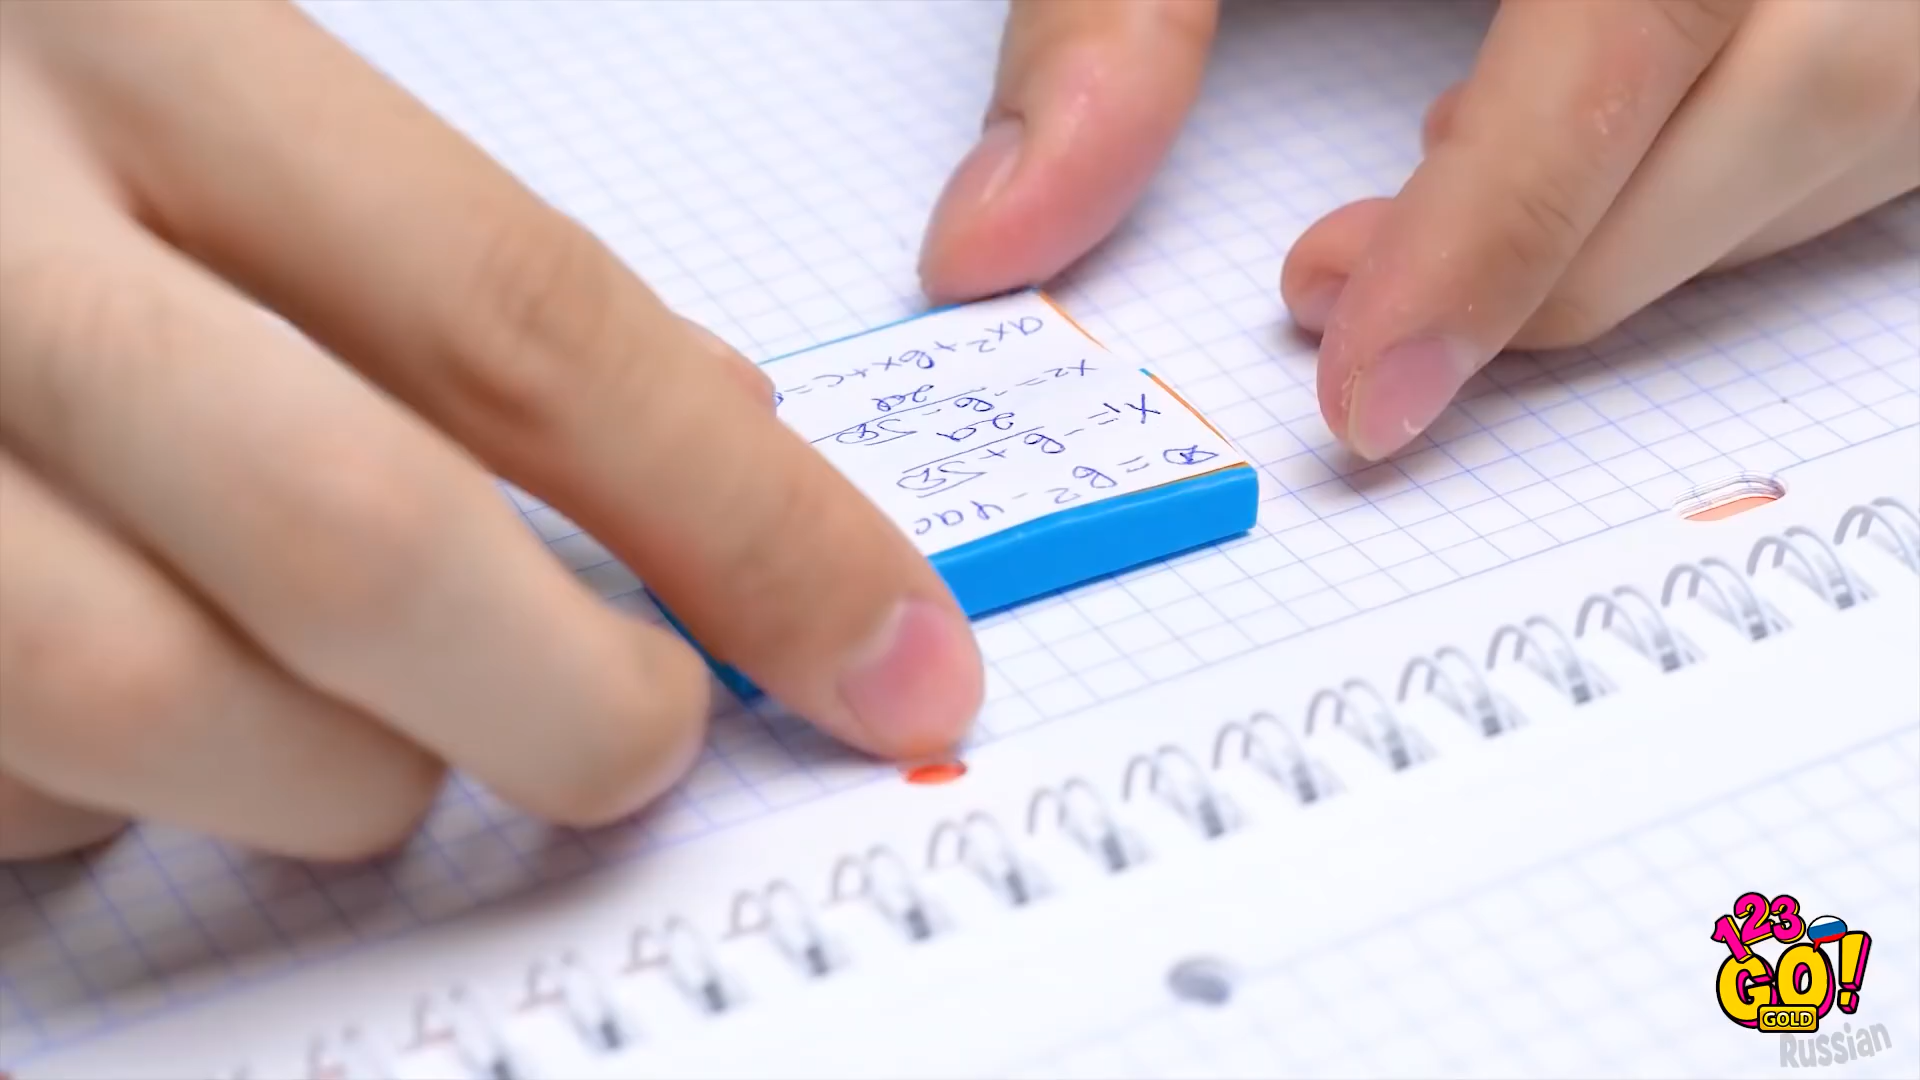 D = b² - 4ac
x₁ = -b + √D / 2a
x₂ = -b - √D / 2a
ax² + bx + c =
123 GO!
GOLD
Russian